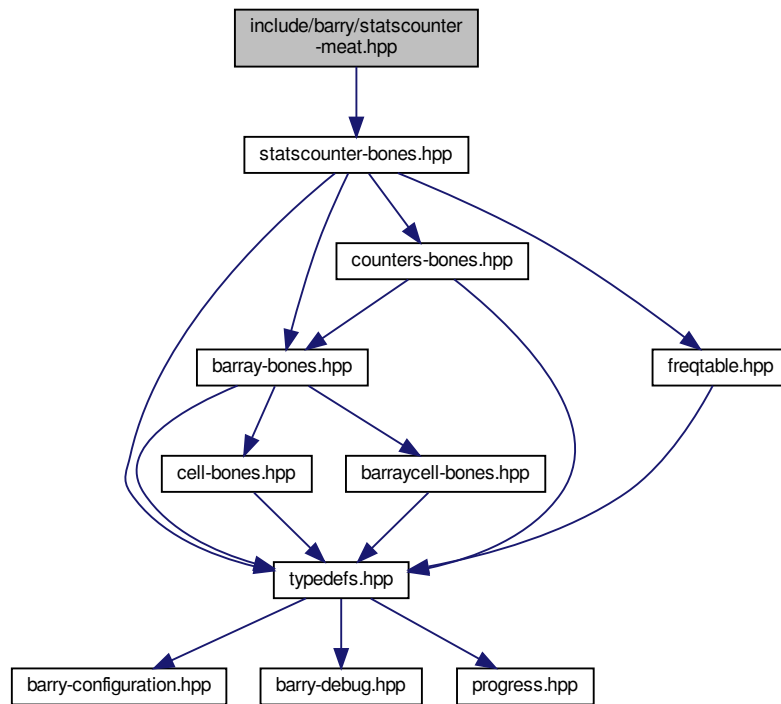 include/barry/statscounter
-meat.hpp
statscounter-bones.hpp
counters-bones.hpp
barray-bones.hpp
freqtable.hpp
cell-bones.hpp
barraycell-bones.hpp
typedefs.hpp
barry-configuration.hpp
barry-debug.hpp
progress.hpp